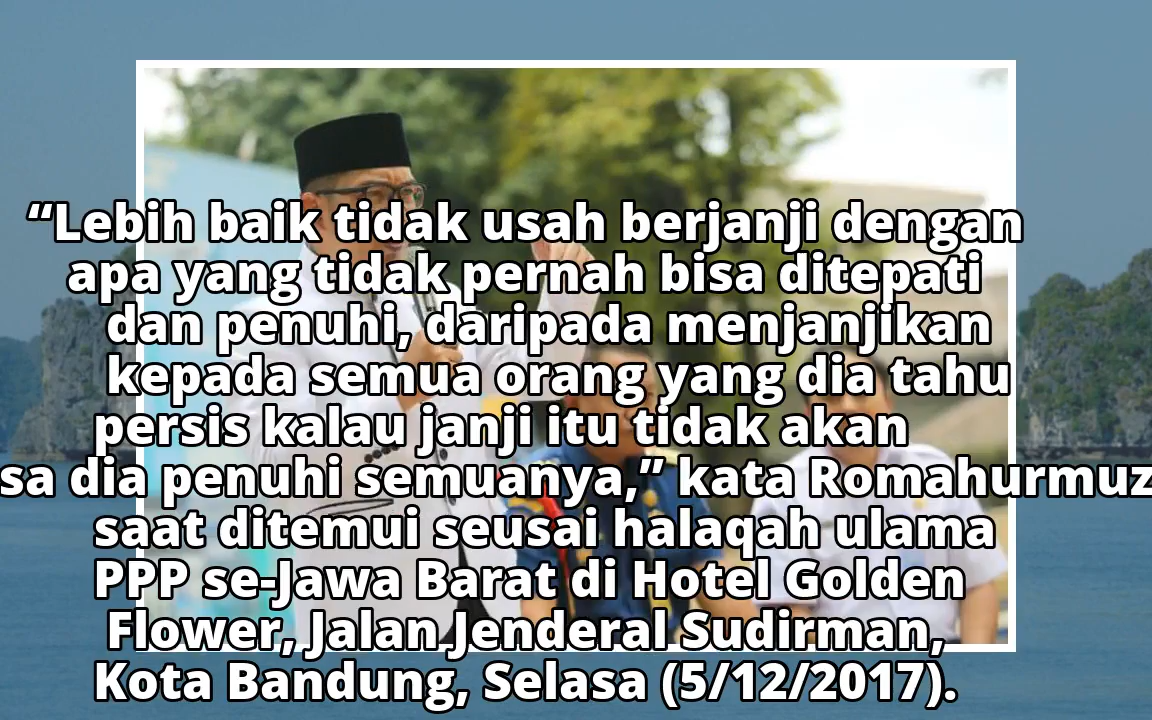 “Lebih baik tidak usah berjanji dengan
apa yang tidak pernah bisa ditepati
dan penuhi, daripada menjanjikan
kepada semua orang yang dia tahu
persis kalau janji itu tidak akan
sa dia penuhi semuanya,” kata Romahurmuz
saat ditemui seusai halaqah ulama
PPP se-Jawa Barat di Hotel Golden
Flower, Jalan Jenderal Sudirman,
Kota Bandung, Selasa (5/12/2017).